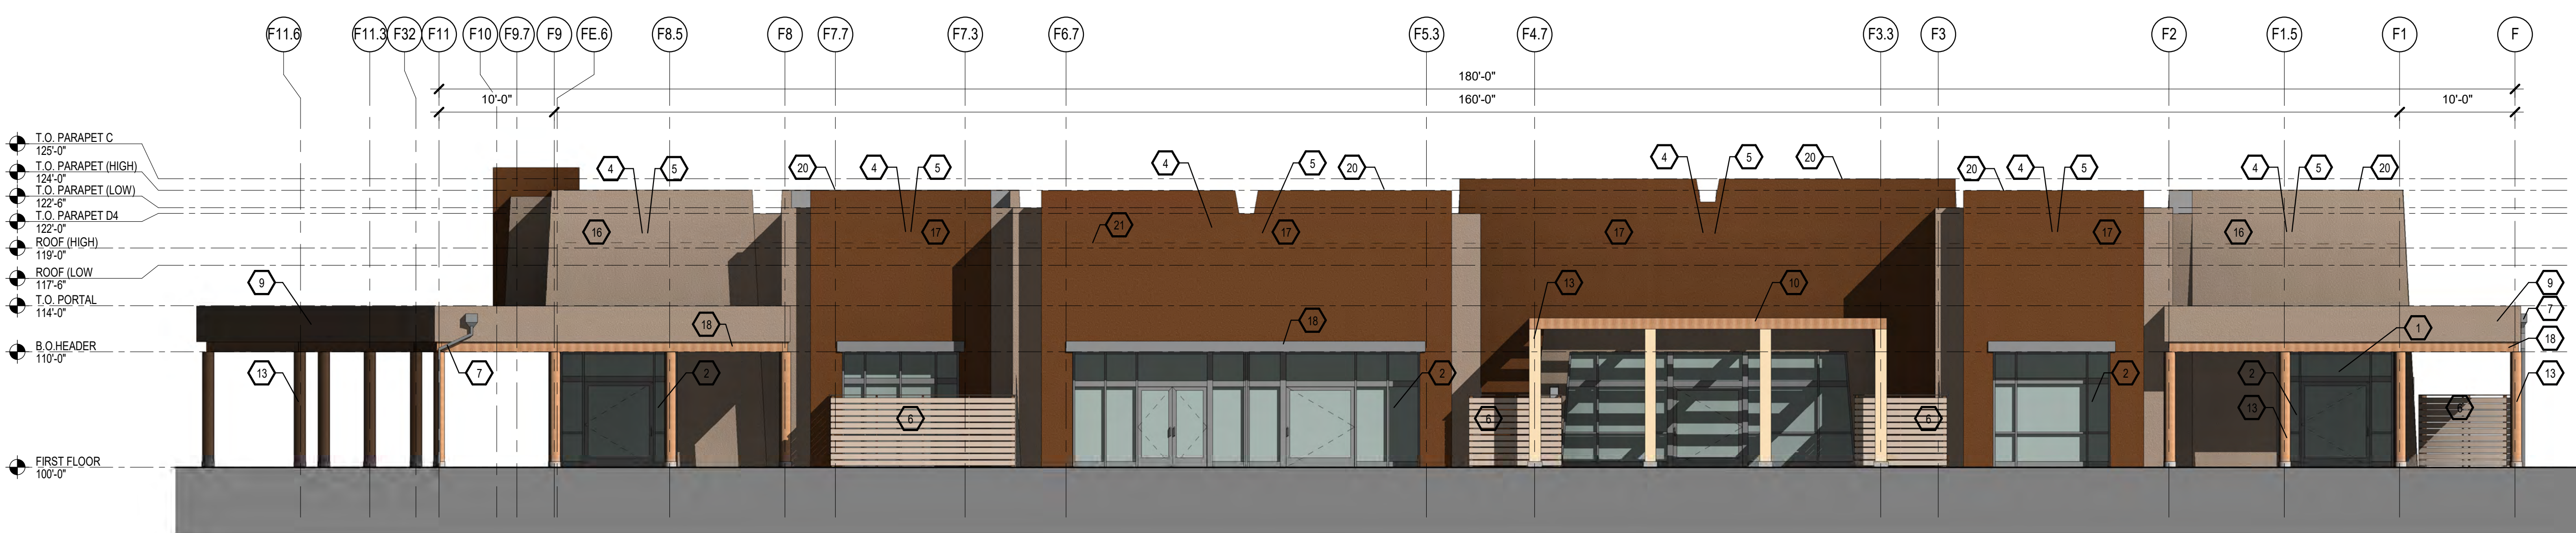 F11.6
F11.3
F32
F11
F10
F9.7
F9
FE.6
F8.5
F8
F7.7
F7.3
F6.7
F5.3
F4.7
F3.3
F3
F2
F1.5
F1
F
180'-0"
10'-0"
160'-0"
10'-0"
T.O. PARAPET C
125'-0"
T.O. PARAPET (HIGH)
124'-0"
T.O. PARAPET (LOW)
122'-6"
T.O. PARAPET D4
122'-0"
ROOF (HIGH)
119'-0"
ROOF (LOW
117'-6"
T.O. PORTAL
114'-0"
B.O.HEADER
110'-0"
FIRST FLOOR
100'-0"
4
5
20
4
5
4
5
20
4
5
20
20
4
5
4
5
20
16
17
21
17
17
17
16
9
13
10
9
7
18
18
1
18
13
7
2
2
2
2
13
13
6
6
6
6